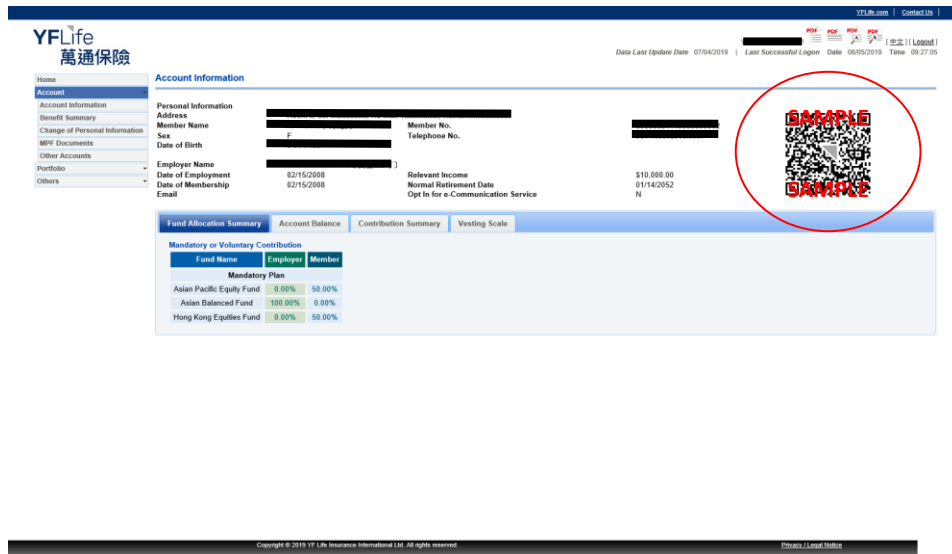 YFLife.com | Contact Us |
YFLife
萬通保險
PDF PDF PDF PDF
[ 中文 ] [ Logout ]
Data Last Update Date 07/04/2019 | Last Successful Logon Date 08/05/2019 Time 09:27:05
Home
Account
Account Information
Benefit Summary
Change of Personal Information
MPF Documents
Other Accounts
Portfolio
Others
Account Information
Personal Information
Address
Member Name Member No.
Sex F Telephone No.
Date of Birth
Employer Name )
Date of Employment 02/15/2008 Relevant Income $10,000.00
Date of Membership 02/15/2008 Normal Retirement Date 01/14/2052
Email Opt In for e-Communication Service N
SAMPLE
SAMPLE
Fund Allocation Summary Account Balance Contribution Summary Vesting Scale
Mandatory or Voluntary Contribution
Fund Name Employer Member
Mandatory Plan
Asian Pacific Equity Fund 0.00% 50.00%
Asian Balanced Fund 100.00% 0.00%
Hong Kong Equities Fund 0.00% 50.00%
Copyright © 2019 YF Life Insurance International Ltd. All rights reserved.
Privacy / Legal Notice